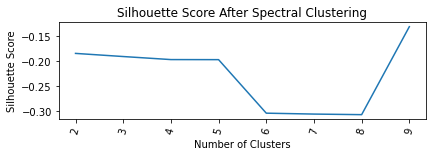 Silhouette Score After Spectral Clustering
Silhouette Score
−0.15
−0.20
−0.25
−0.30
2 3 4 5 6 7 8 9
Number of Clusters